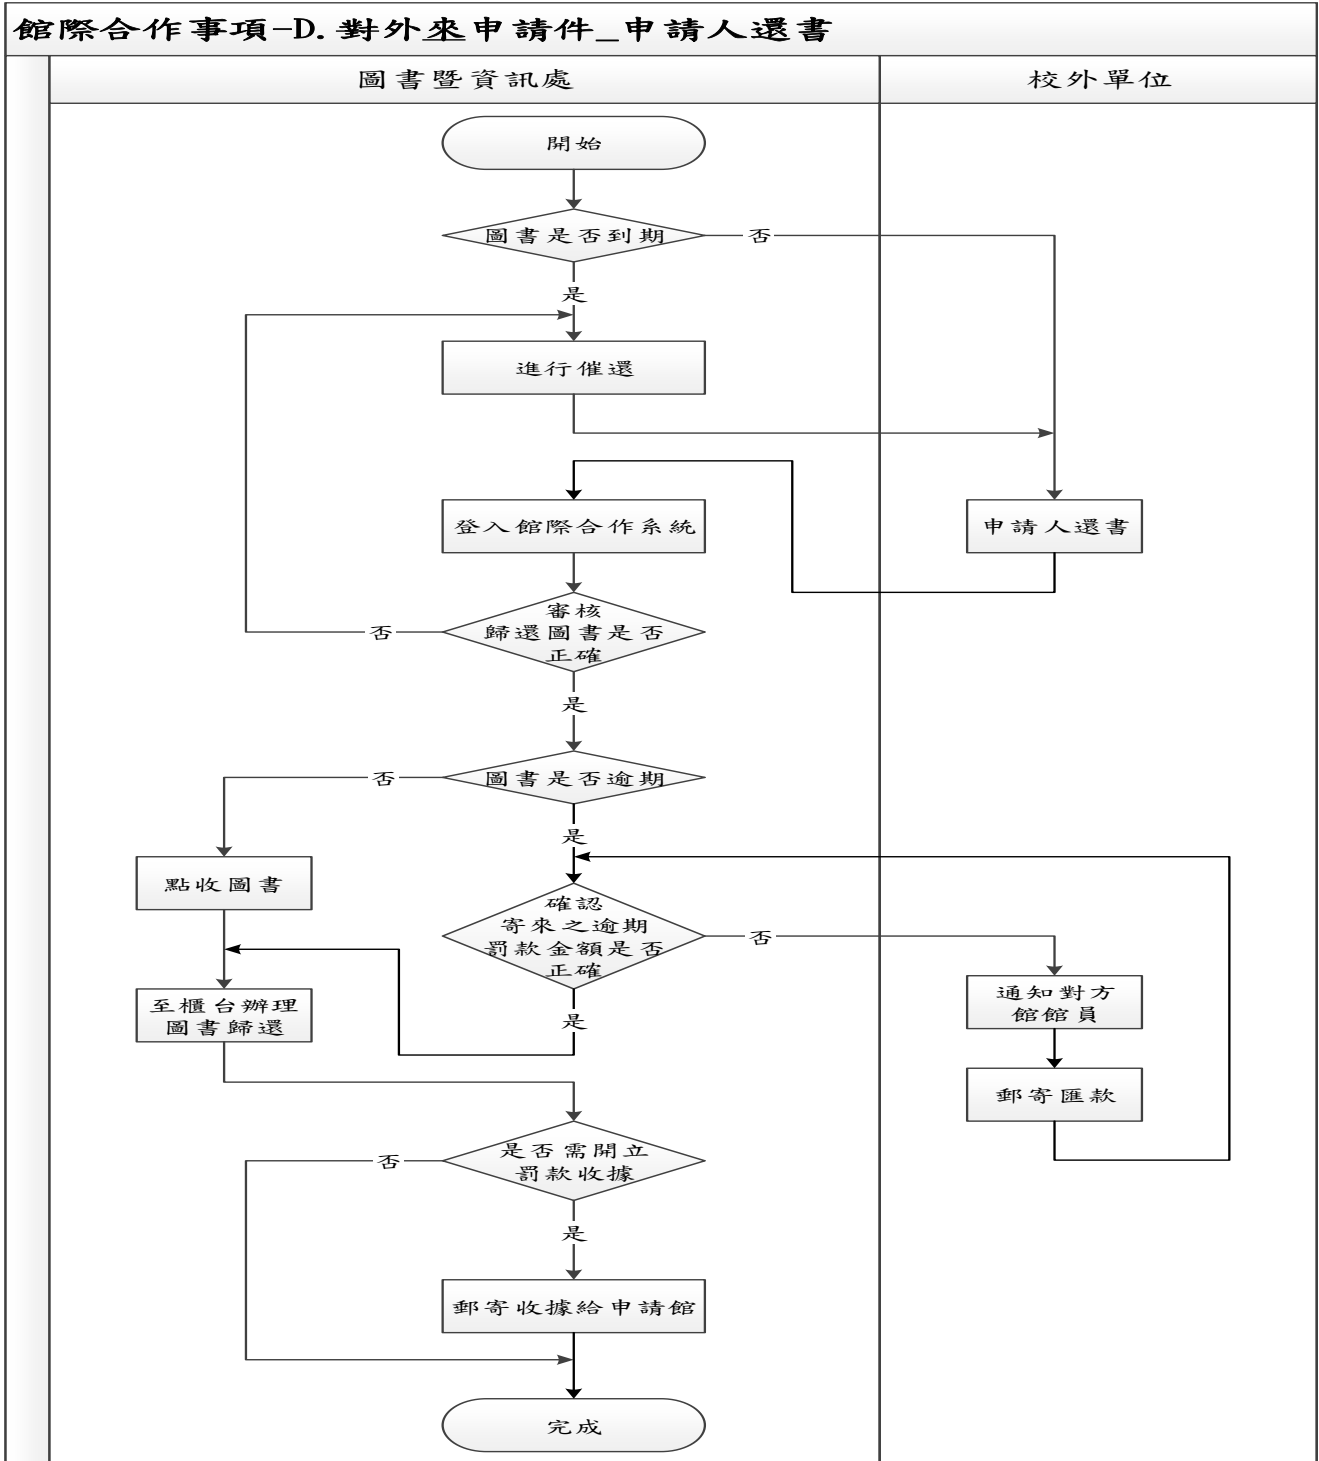 館際合作事項-D.對外來申請件_申請人還書
圖書暨資訊處
校外單位
開始
圖書是否到期
否
是
進行催還
登入館際合作系統
申請人還書
審核
歸還圖書是否
正確
否
是
圖書是否逾期
否
是
點收圖書
確認
寄來之逾期
罰款金額是否
正確
否
是
通知對方
館館員
至櫃台辦理
圖書歸還
郵寄匯款
是否需開立
罰款收據
否
是
郵寄收據給申請館
完成